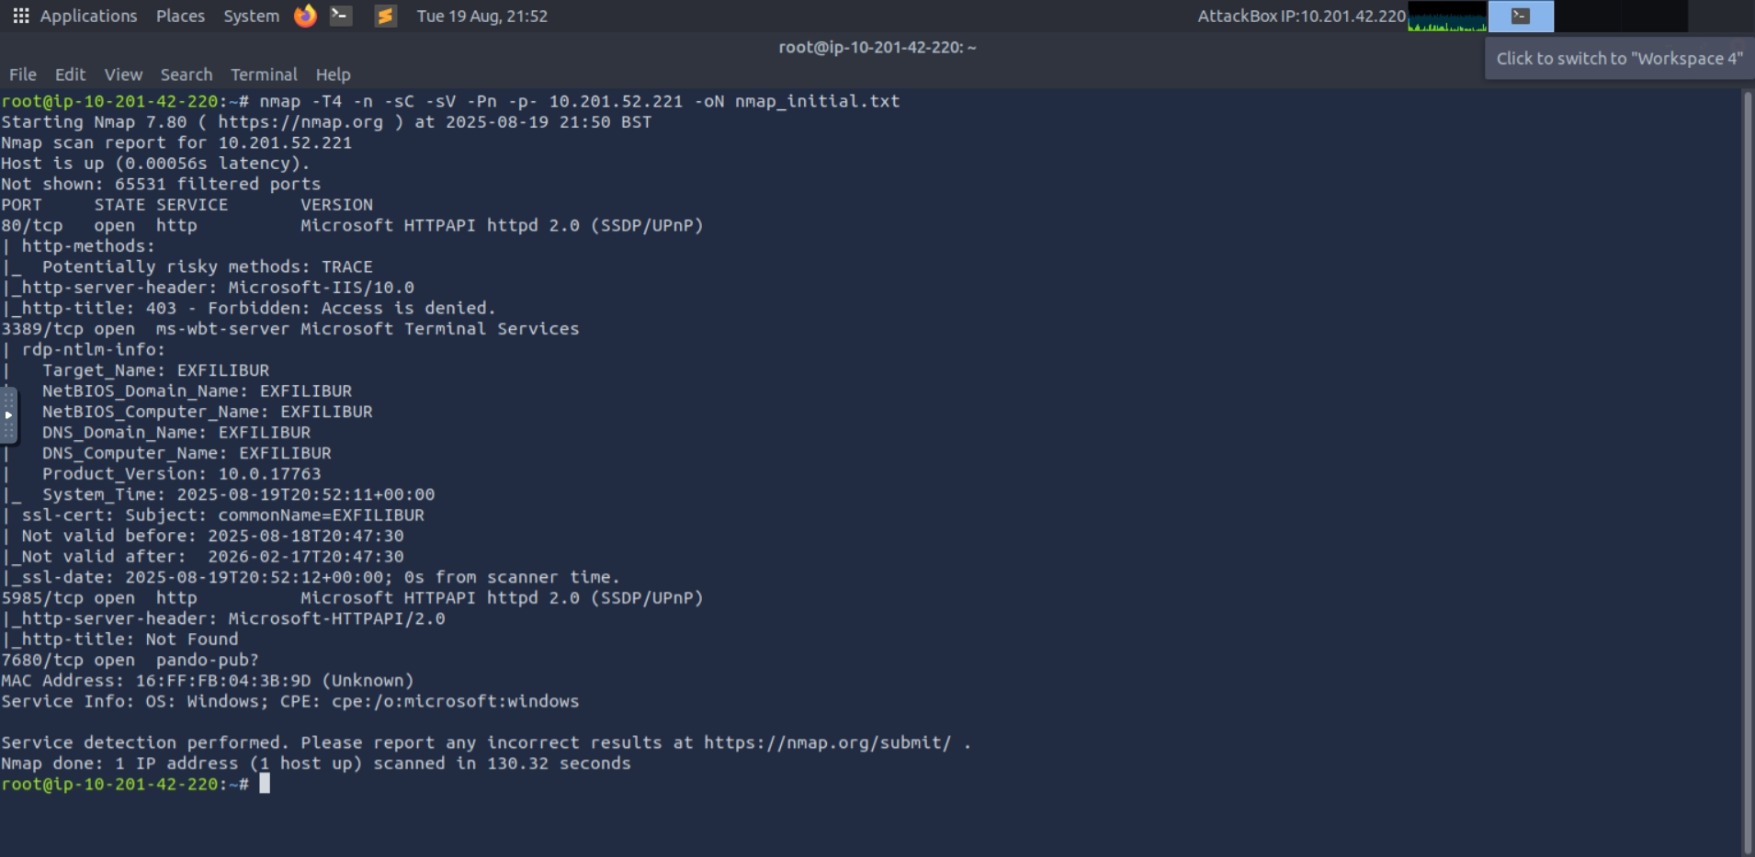 Applications Places System Tue 19 Aug, 21:52 AttackBox IP:10.201.42.220
root@ip-10-201-42-220: ~
Click to switch to "Workspace 4"
File Edit View Search Terminal Help
root@ip-10-201-42-220:~# nmap -T4 -n -sC -sV -Pn -p- 10.201.52.221 -oN nmap_initial.txt
Starting Nmap 7.80 ( https://nmap.org ) at 2025-08-19 21:50 BST
Nmap scan report for 10.201.52.221
Host is up (0.00056s latency).
Not shown: 65531 filtered ports
PORT     STATE SERVICE       VERSION
80/tcp   open  http          Microsoft HTTPAPI httpd 2.0 (SSDP/UPnP)
| http-methods:
|_  Potentially risky methods: TRACE
|_http-server-header: Microsoft-IIS/10.0
|_http-title: 403 - Forbidden: Access is denied.
3389/tcp open  ms-wbt-server Microsoft Terminal Services
| rdp-ntlm-info:
|   Target_Name: EXFILIBUR
|   NetBIOS_Domain_Name: EXFILIBUR
|   NetBIOS_Computer_Name: EXFILIBUR
|   DNS_Domain_Name: EXFILIBUR
|   DNS_Computer_Name: EXFILIBUR
|   Product_Version: 10.0.17763
|_  System_Time: 2025-08-19T20:52:11+00:00
| ssl-cert: Subject: commonName=EXFILIBUR
| Not valid before: 2025-08-18T20:47:30
|_Not valid after:  2026-02-17T20:47:30
|_ssl-date: 2025-08-19T20:52:12+00:00; 0s from scanner time.
5985/tcp open  http          Microsoft HTTPAPI httpd 2.0 (SSDP/UPnP)
|_http-server-header: Microsoft-HTTPAPI/2.0
|_http-title: Not Found
7680/tcp open  pando-pub?
MAC Address: 16:FF:FB:04:3B:9D (Unknown)
Service Info: OS: Windows; CPE: cpe:/o:microsoft:windows
Service detection performed. Please report any incorrect results at https://nmap.org/submit/ .
Nmap done: 1 IP address (1 host up) scanned in 130.32 seconds
root@ip-10-201-42-220:~#